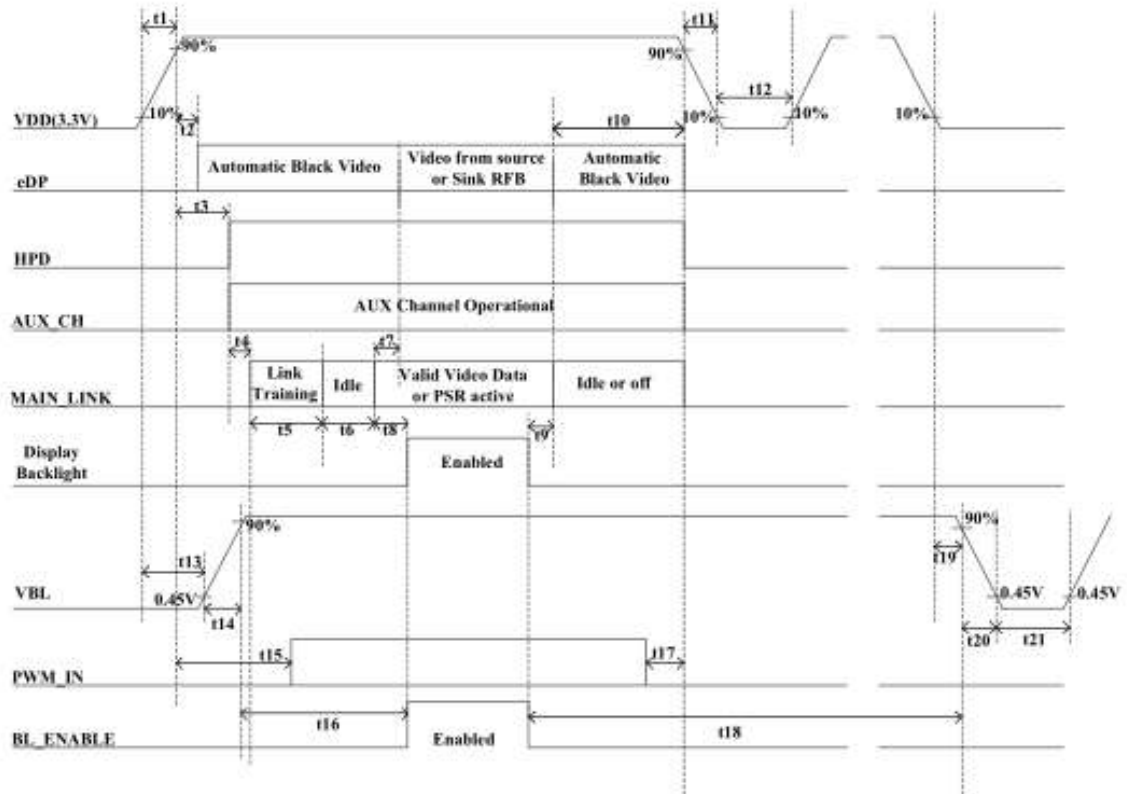 t1
t11
90%
90%
t12
10%
t2
t10
10%
10%
10%
VDD(3.3V)
Automatic Black Video
Video from source
or Sink RFB
Automatic
Black Video
eDP
t3
HPD
AUX Channel Operational
AUX_CH
t4
t7
Link
Training
Idle
Valid Video Data
or PSR active
Idle or off
MAIN_LINK
t5
t6
t8
t9
Display
Backlight
Enabled
90%
90%
t13
t19
VBL
0.45V
0.45V
0.45V
t14
t20
t21
t15
t17
PWM_IN
t16
t18
BL_ENABLE
Enabled